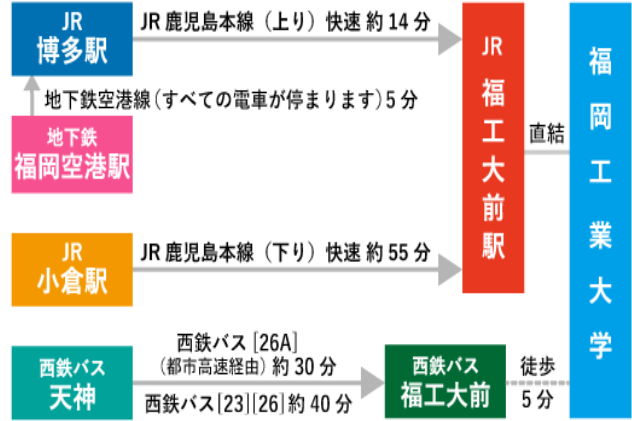 JR
博多駅
JR 鹿児島本線（上り）快速 約 14 分
地下鉄空港線（すべての電車が停まります）5 分
地下鉄
福岡空港駅
JR
小倉駅
JR 鹿児島本線（下り）快速 約 55 分
JR
福工大前駅
直結
福岡工業大学
西鉄バス
天神
西鉄バス [26A]
（都市高速経由）約 30 分
西鉄バス[23][26]約 40 分
西鉄バス
福工大前
徒歩
5 分